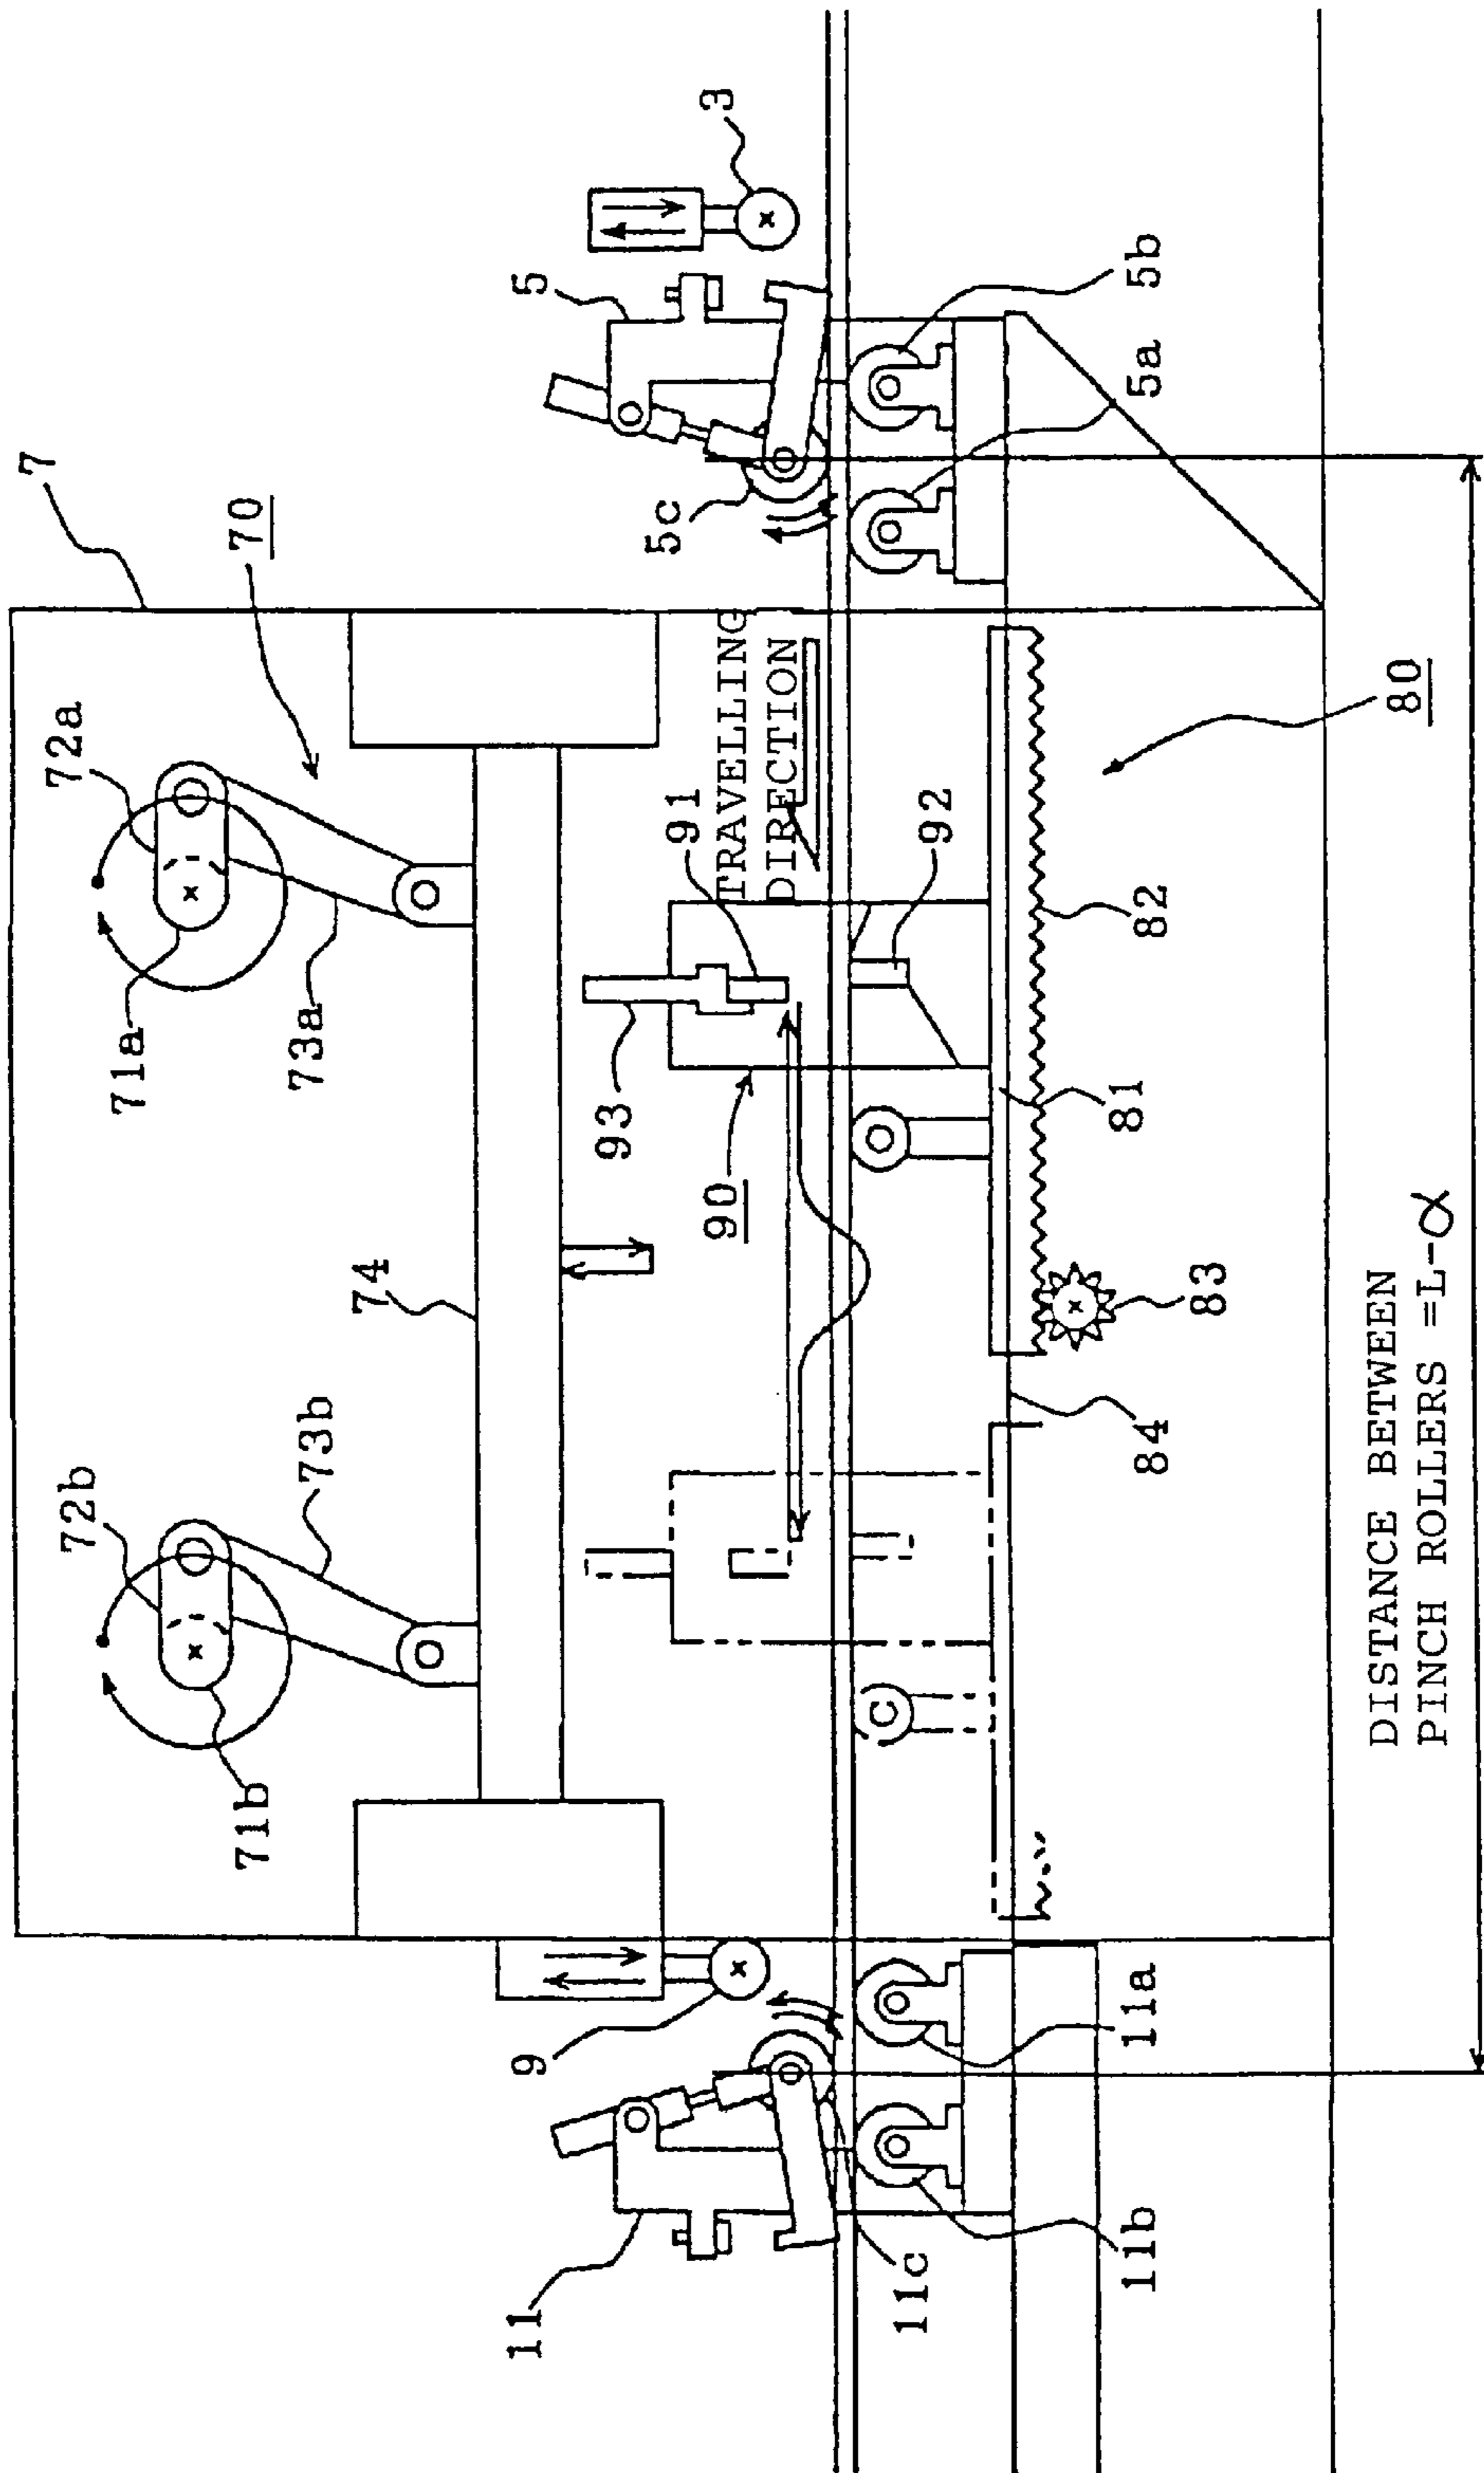 7
70
72a
71a
73a
72b
73b
71b
74
5
3
5c
5b
5a
TRAVELLING
DIRECTION
91
93
90
92
82
81
80
83
84
9
11
11c
11a
11b
DISTANCE BETWEEN
PINCH ROLLERS =L-α